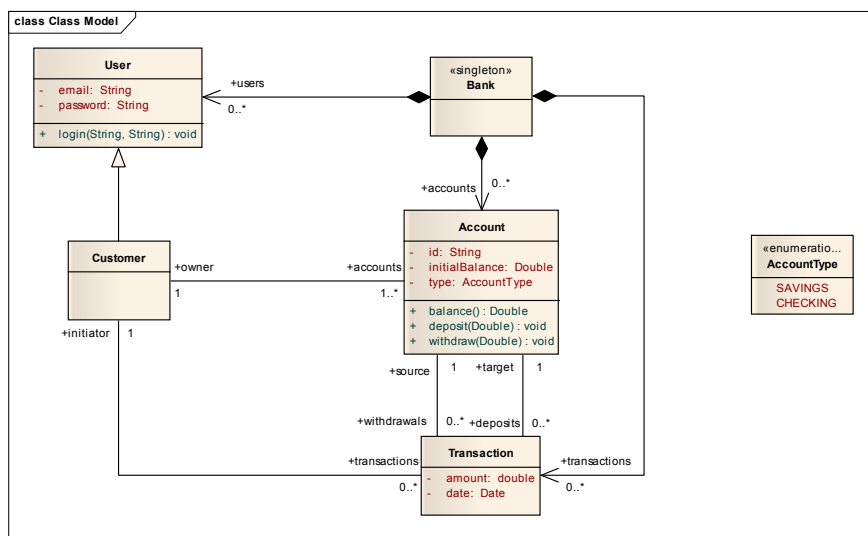 class Class Model
User
- email: String
- password: String
+ login(String, String) : void
+users
0..*
«singleton»
Bank
+accounts
0..*
Customer
+owner
1
+accounts
1..*
Account
- id: String
- initialBalance: Double
- type: AccountType
+ balance() : Double
+ deposit(Double) : void
+ withdraw(Double) : void
«enumeratio...
AccountType
SAVINGS
CHECKING
+initiator
1
+source
1
+target
1
+withdrawals
0..*
+deposits
0..*
+transactions
0..*
Transaction
- amount: double
- date: Date
+transactions
0..*